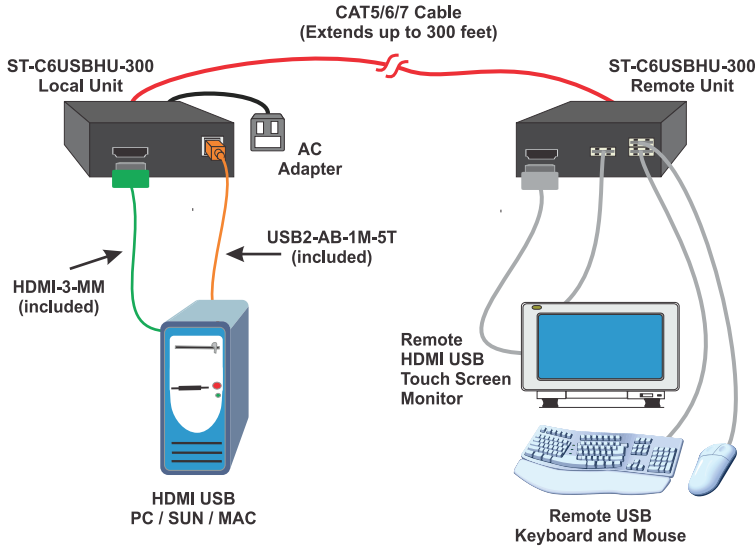 CAT5/6/7 Cable
(Extends up to 300 feet)
ST-C6USBHU-300
Local Unit
ST-C6USBHU-300
Remote Unit
AC
Adapter
USB2-AB-1M-5T
(included)
HDMI-3-MM
(included)
Remote
HDMI USB
Touch Screen
Monitor
HDMI USB
PC / SUN / MAC
Remote USB
Keyboard and Mouse